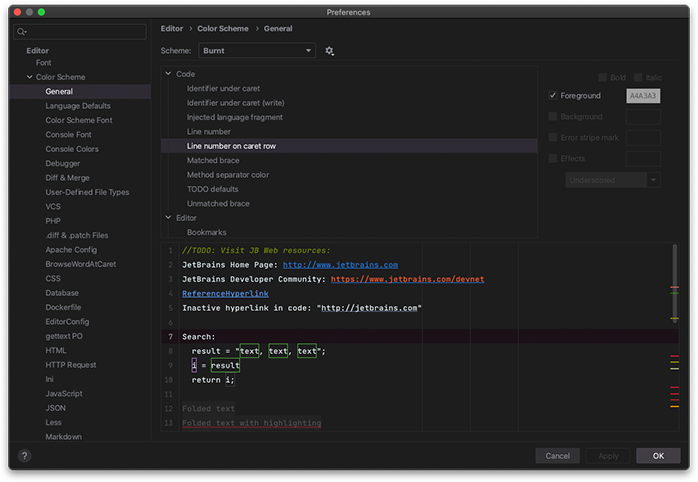 Preferences
Editor
Font
Color Scheme
General
Language Defaults
Color Scheme Font
Console Font
Console Colors
Debugger
Diff & Merge
User-Defined File Types
VCS
PHP
.diff & .patch Files
Apache Config
BrowseWordAtCaret
CSS
Database
Dockerfile
EditorConfig
gettext PO
HTML
HTTP Request
Ini
JavaScript
JSON
Less
Markdown
Editor › Color Scheme › General
Scheme: Burnt
Code
Identifier under caret
Identifier under caret (write)
Injected language fragment
Line number
Line number on caret row
Matched brace
Method separator color
TODO defaults
Unmatched brace
Editor
Bookmarks
Bold Italic
Foreground A4A3A3
Background
Error stripe mark
Effects
Underscored
1 //TODO: Visit JB Web resources:
2 JetBrains Home Page: http://www.jetbrains.com
3 JetBrains Developer Community: https://www.jetbrains.com/devnet
4 ReferenceHyperlink
5 Inactive hyperlink in code: "http://jetbrains.com"
6
7 Search:
8 result = "text, text, text";
9 i = result
10 return i;
11
12 Folded text
13 Folded text with highlighting
? Cancel Apply OK